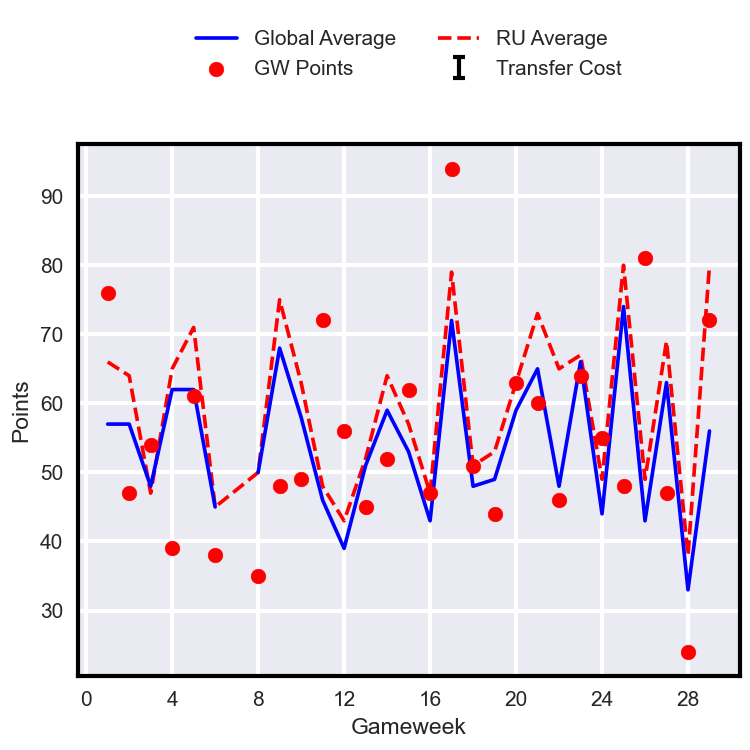 Global Average
RU Average
GW Points
Transfer Cost
90
80
70
60
50
40
30
Points
0 4 8 12 16 20 24 28
Gameweek